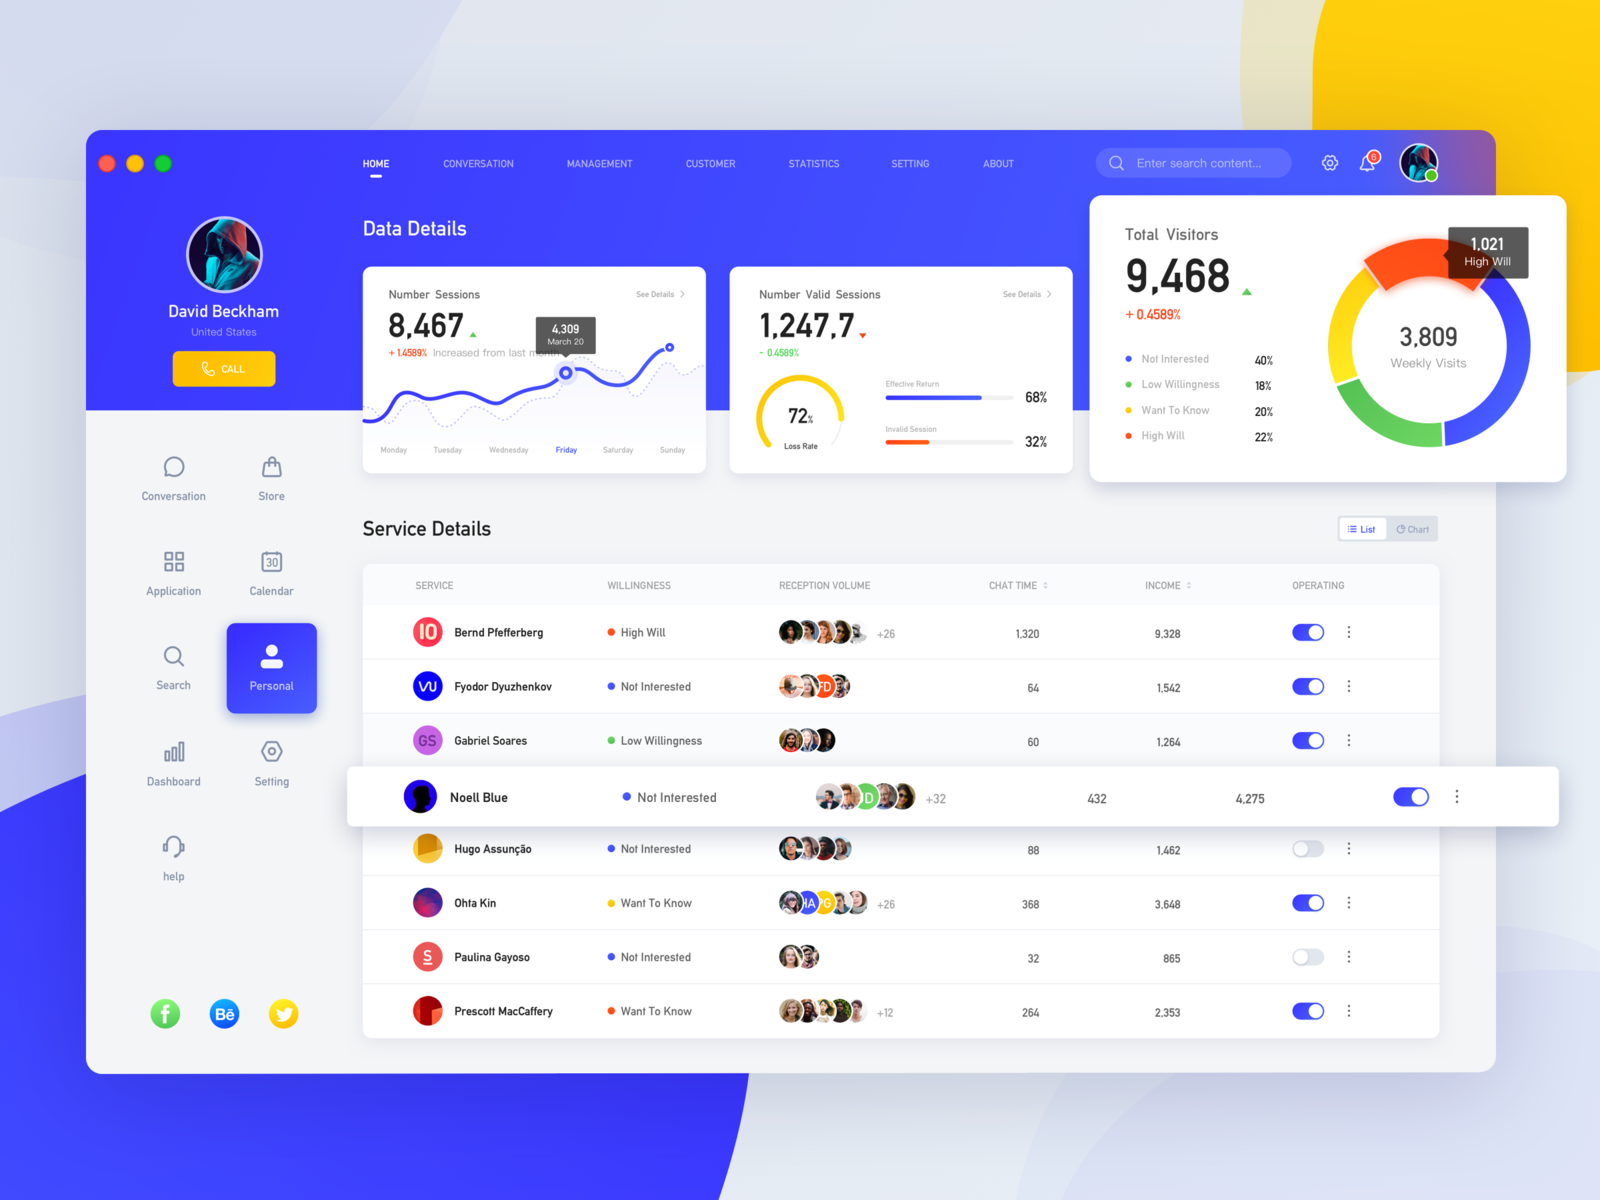 HOME CONVERSATION MANAGEMENT CUSTOMER STATISTICS SETTING ABOUT
Enter search content...
6
David Beckham
United States
CALL
Conversation
Store
30
Application
Calendar
Search
Personal
Dashboard
Setting
help
f
Bē
Data Details
Number Sessions
See Details
8,467
+ 1.4589% Increased from last month
4,309
March 20
Monday Tuesday Wednesday Friday Saturday Sunday
Number Valid Sessions
See Details
1,247,7
- 0.4589%
72%
Loss Rate
Effective Return
68%
Invalid Session
32%
Total Visitors
9,468
+ 0.4589%
Not Interested 40%
Low Willingness 18%
Want To Know 20%
High Will 22%
1,021
High Will
3,809
Weekly Visits
Service Details
List
Chart
SERVICE WILLINGNESS RECEPTION VOLUME CHAT TIME INCOME OPERATING
IO Bernd Pfefferberg High Will +26 1,320 9,328
VU Fyodor Dyuzhenkov Not Interested FD 64 1,542
GS Gabriel Soares Low Willingness 60 1,264
Noell Blue Not Interested +32 432 4,275
Hugo Assunção Not Interested 88 1,462
Ohta Kin Want To Know HA PG +26 368 3,648
S Paulina Gayoso Not Interested 32 865
Prescott MacCaffery Want To Know +12 264 2,353